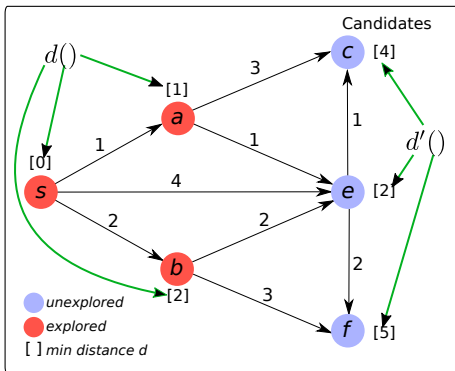 Candidates
d()
c
[4]
3
[1]
a
1
1
1
d'()
[0]
s
4
e
[2]
2
2
2
b
[2]
3
f
[5]
unexplored
explored
[ ] min distance d